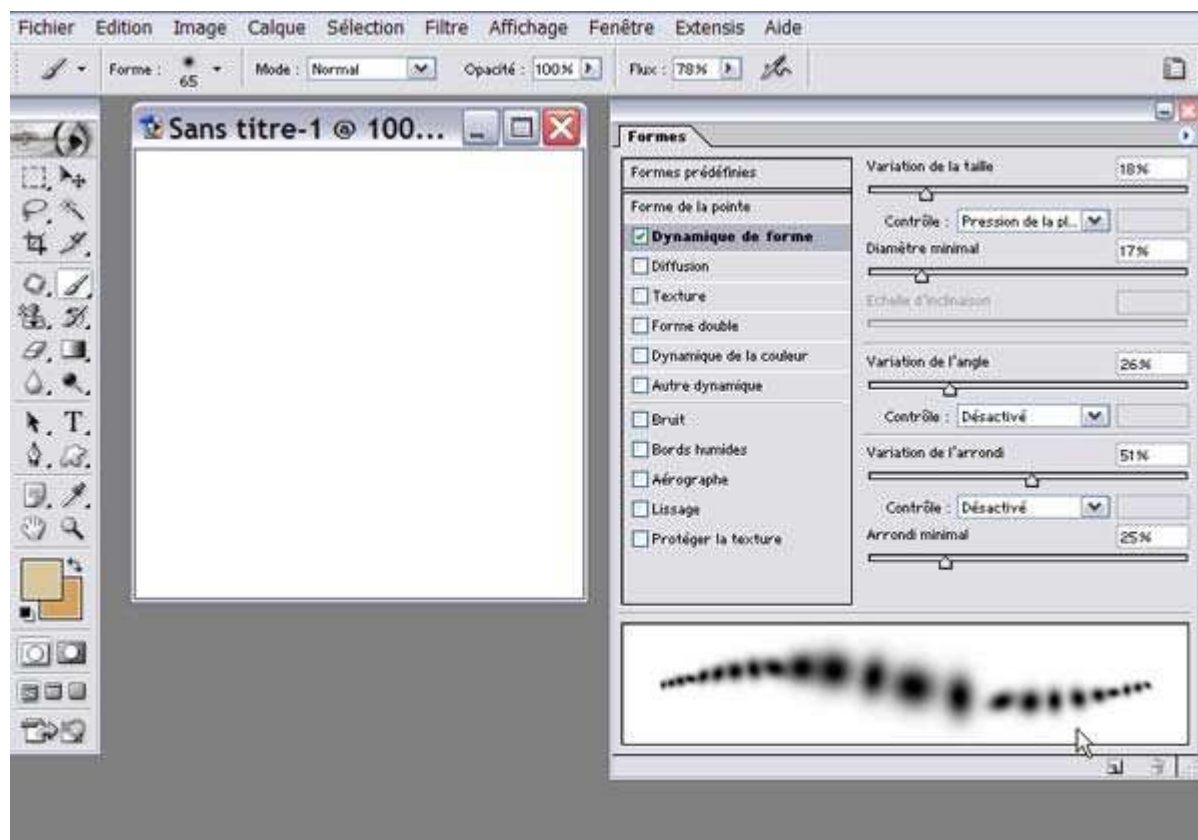 Fichier Edition Image Calque Sélection Filtre Affichage Fenêtre Extensis Aide
Forme : 65 Mode : Normal Opacité : 100% Flux : 78%
Sans titre-1 @ 100...
Formes
Formes prédéfinies
Forme de la pointe
Dynamique de forme
Diffusion
Texture
Forme double
Dynamique de la couleur
Autre dynamique
Bruit
Bords humides
Aérographe
Lissage
Protéger la texture
Variation de la taille 18%
Contrôle : Pression de la pl...
Diamètre minimal 17%
Echelle d'inclinaison
Variation de l'angle 26%
Contrôle : Désactivé
Variation de l'arrondi 51%
Contrôle : Désactivé
Arrondi minimal 25%
T